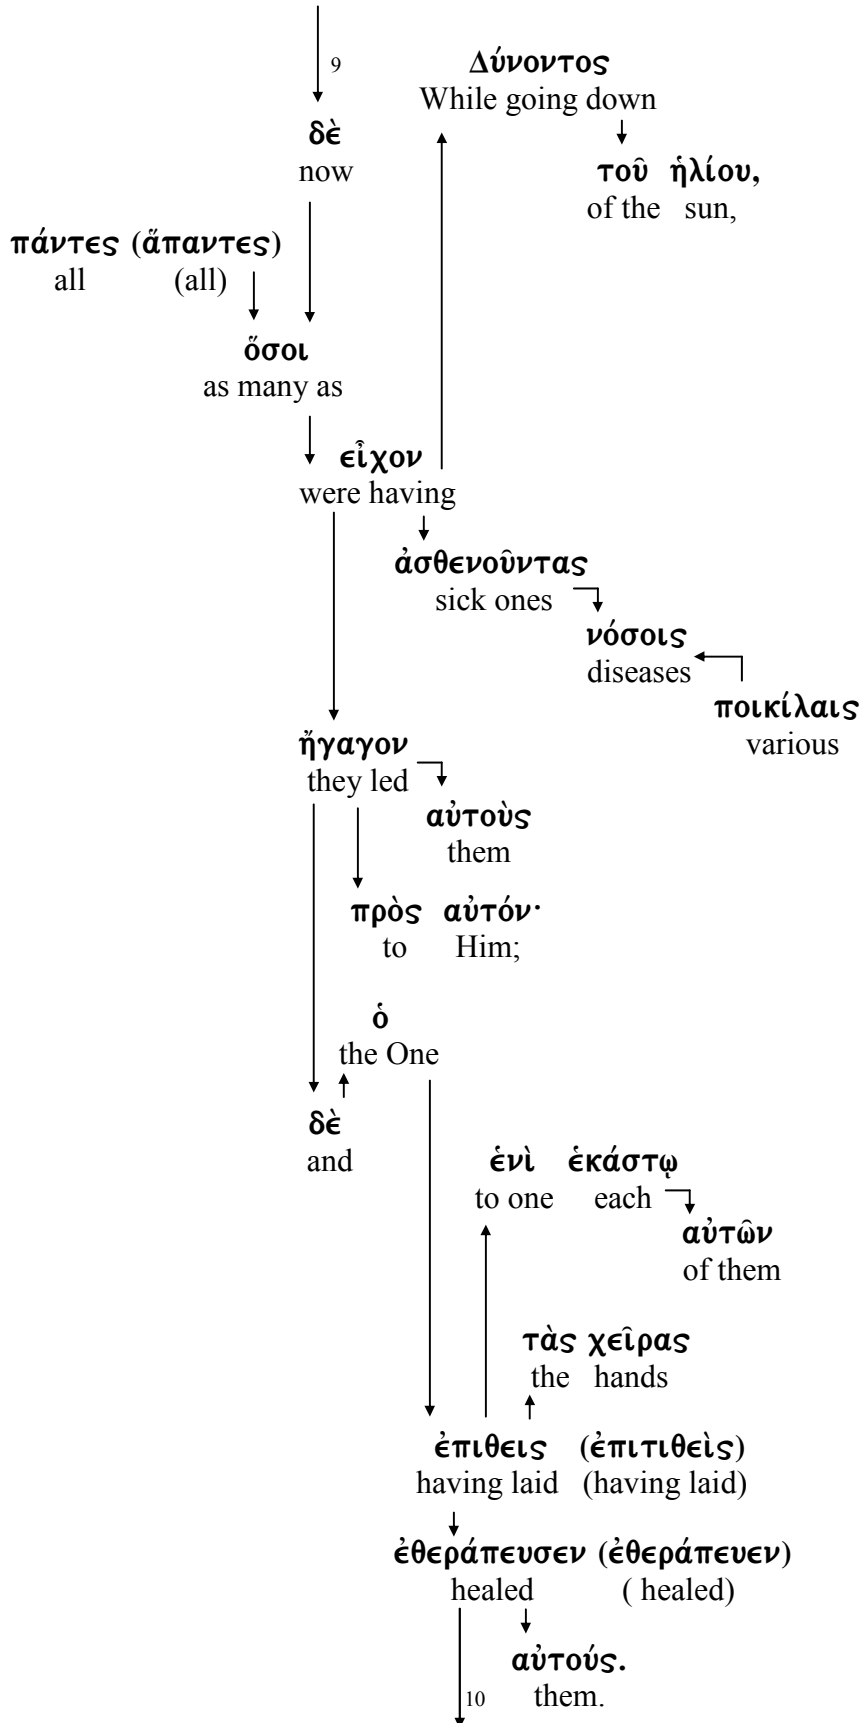 9
Δύνοντος
While going down
δὲ
now
τοῦ ἡλίου,
of the sun,
πάντες (ἅπαντες)
all (all)
ὅσοι
as many as
εἶχον
were having
ἀσθενοῦντας
sick ones
νόσοις
diseases
ποικίλαις
various
ἤγαγον
they led
αὐτοὺς
them
πρὸς αὐτόν·
to Him;
ὁ
the One
δὲ
and
ἑνὶ ἑκάστῳ
to one each
αὐτῶν
of them
τὰς χεῖρας
the hands
ἐπιθεις (ἐπιτιθεὶς)
having laid (having laid)
ἐθεράπευσεν (ἐθεράπευεν)
healed ( healed)
αὐτούς.
10 them.